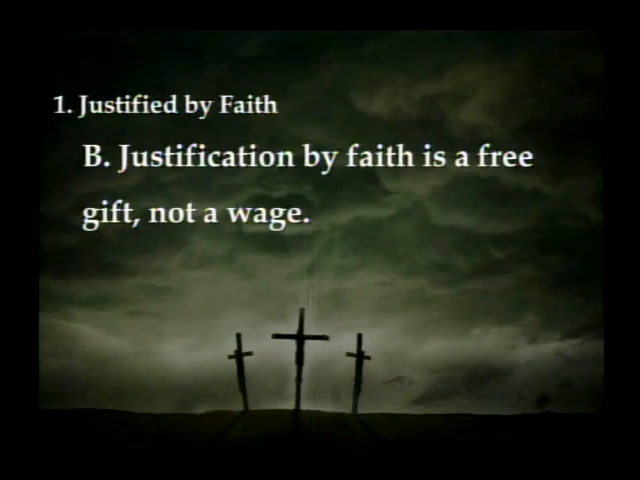 1. Justified by Faith
B. Justification by faith is a free
gift, not a wage.